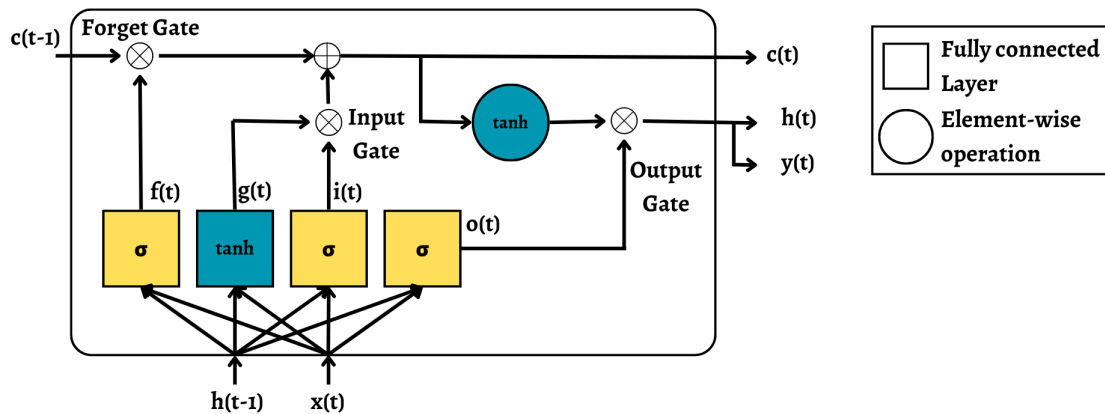 Forget Gate
c(t-1)
c(t)
Fully connected
Layer
tanh
h(t)
Input
Gate
Element-wise
operation
y(t)
Output
Gate
f(t)
g(t)
i(t)
o(t)
σ
tanh
σ
σ
h(t-1)
x(t)